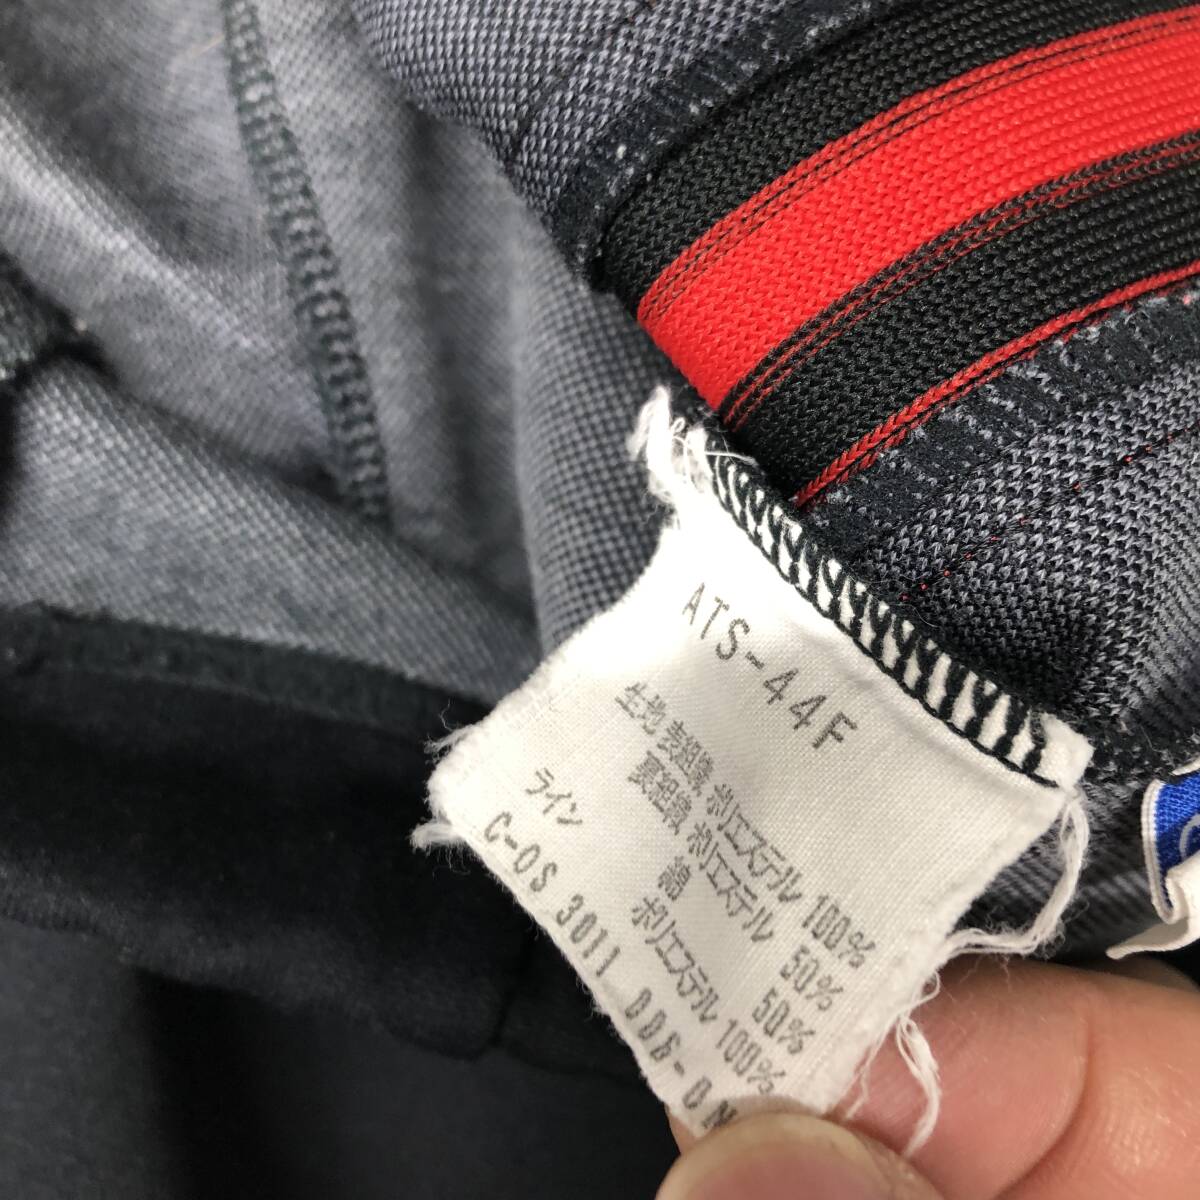 ATS-44F
生地 表組織 ポリエステル 100%
裏組織 ポリエステル 50%
綿 50%
ライン ポリエステル 100%
C-OS 3011 006-0